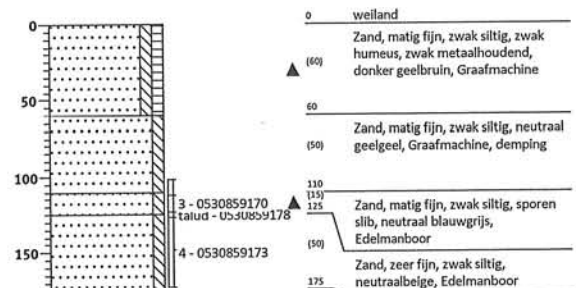 0
50
100
150
3 - 0530859170
talud - 0530859178
4 - 0530859173
0 weiland
(60) Zand, matig fijn, zwak siltig, zwak
humeus, zwak metaalhoudend,
donker geelbruin, Graafmachine
60
(50) Zand, matig fijn, zwak siltig, neutraal
geelgeel, Graafmachine, demping
110
(15)
125
Zand, matig fijn, zwak siltig, sporen
slib, neutraal blauwgrijs,
Edelmanboor
(50)
Zand, zeer fijn, zwak siltig,
175 neutraalbeige, Edelmanboor